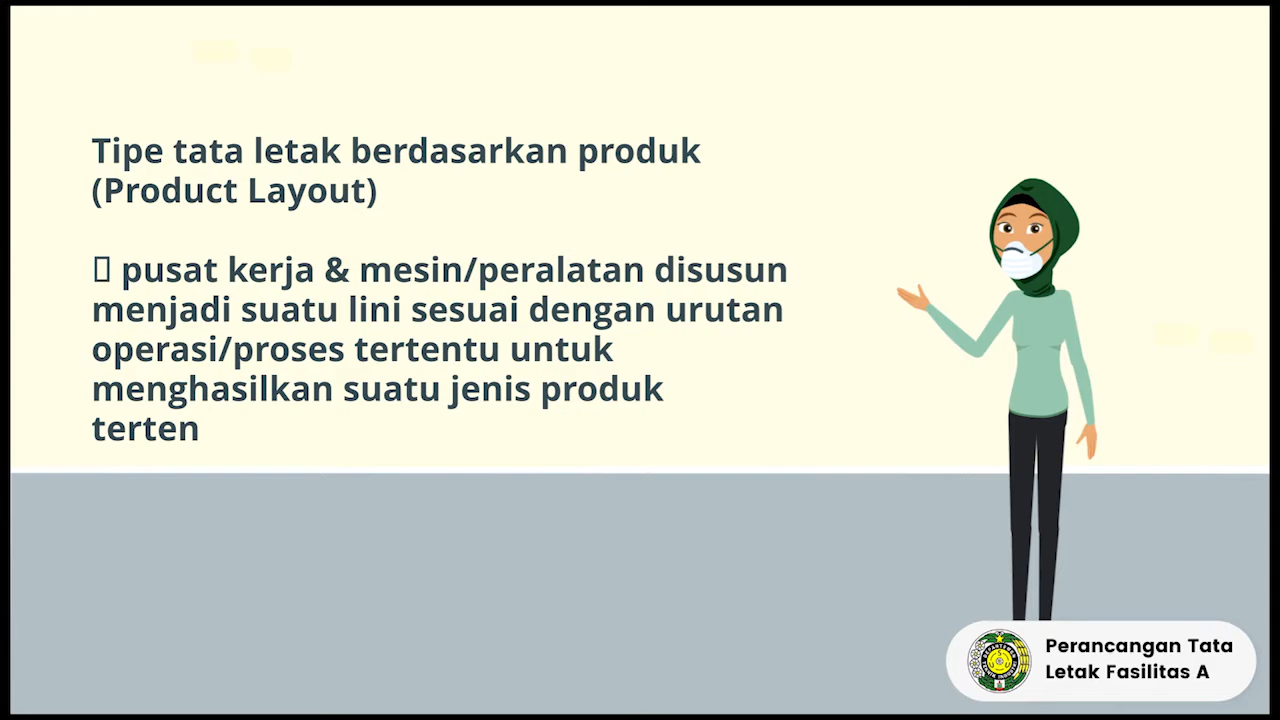 Tipe tata letak berdasarkan produk
(Product Layout)
▯ pusat kerja & mesin/peralatan disusun
menjadi suatu lini sesuai dengan urutan
operasi/proses tertentu untuk
menghasilkan suatu jenis produk
terten
Perancangan Tata
Letak Fasilitas A